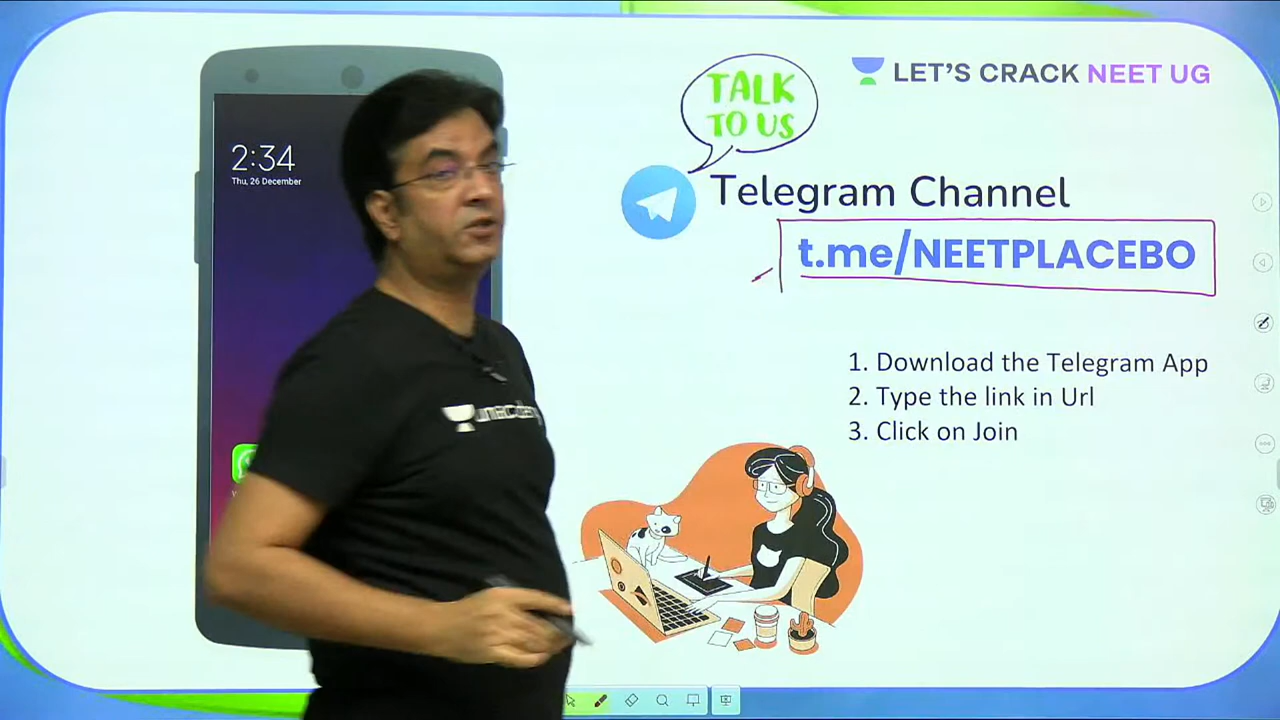 LET'S CRACK NEET UG
TALK
TO US
Telegram Channel
t.me/NEETPLACEBO
2:34
Thu, 26 December
1. Download the Telegram App
2. Type the link in Url
3. Click on Join
unacademy